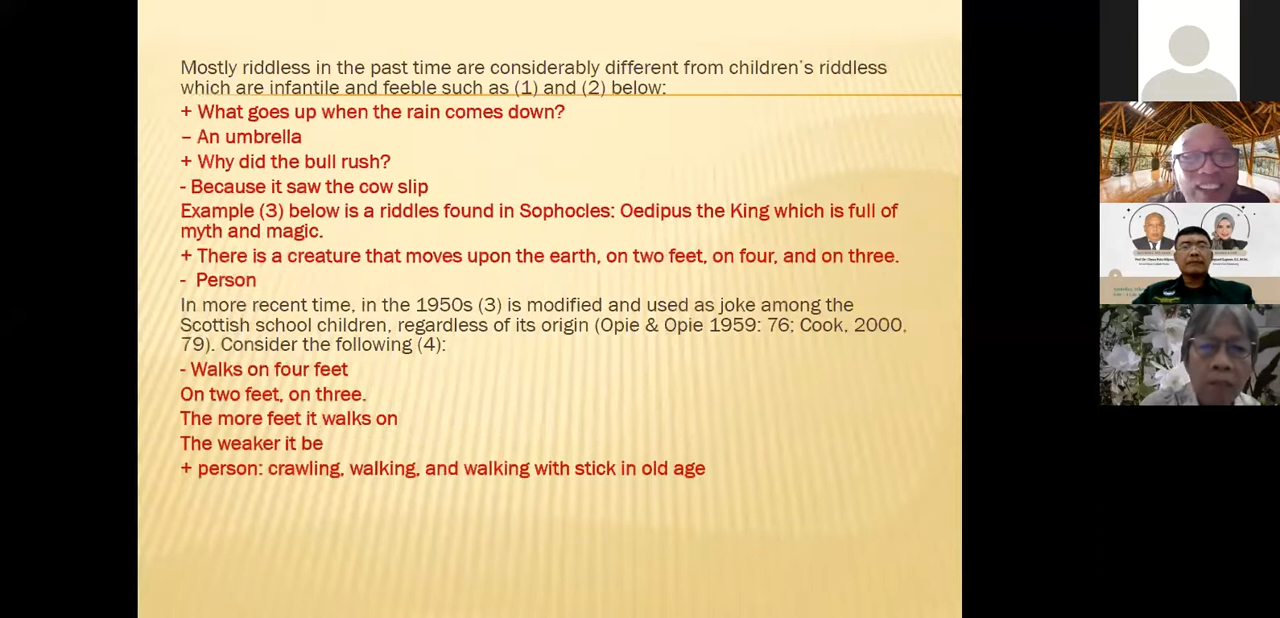 Mostly riddless in the past time are considerably different from children's riddless
which are infantile and feeble such as (1) and (2) below:
+ What goes up when the rain comes down?
– An umbrella
+ Why did the bull rush?
- Because it saw the cow slip
Example (3) below is a riddles found in Sophocles: Oedipus the King which is full of
myth and magic.
+ There is a creature that moves upon the earth, on two feet, on four, and on three.
- Person
In more recent time, in the 1950s (3) is modified and used as joke among the
Scottish school children, regardless of its origin (Opie & Opie 1959: 76; Cook, 2000,
79). Consider the following (4):
- Walks on four feet
On two feet, on three.
The more feet it walks on
The weaker it be
+ person: crawling, walking, and walking with stick in old age